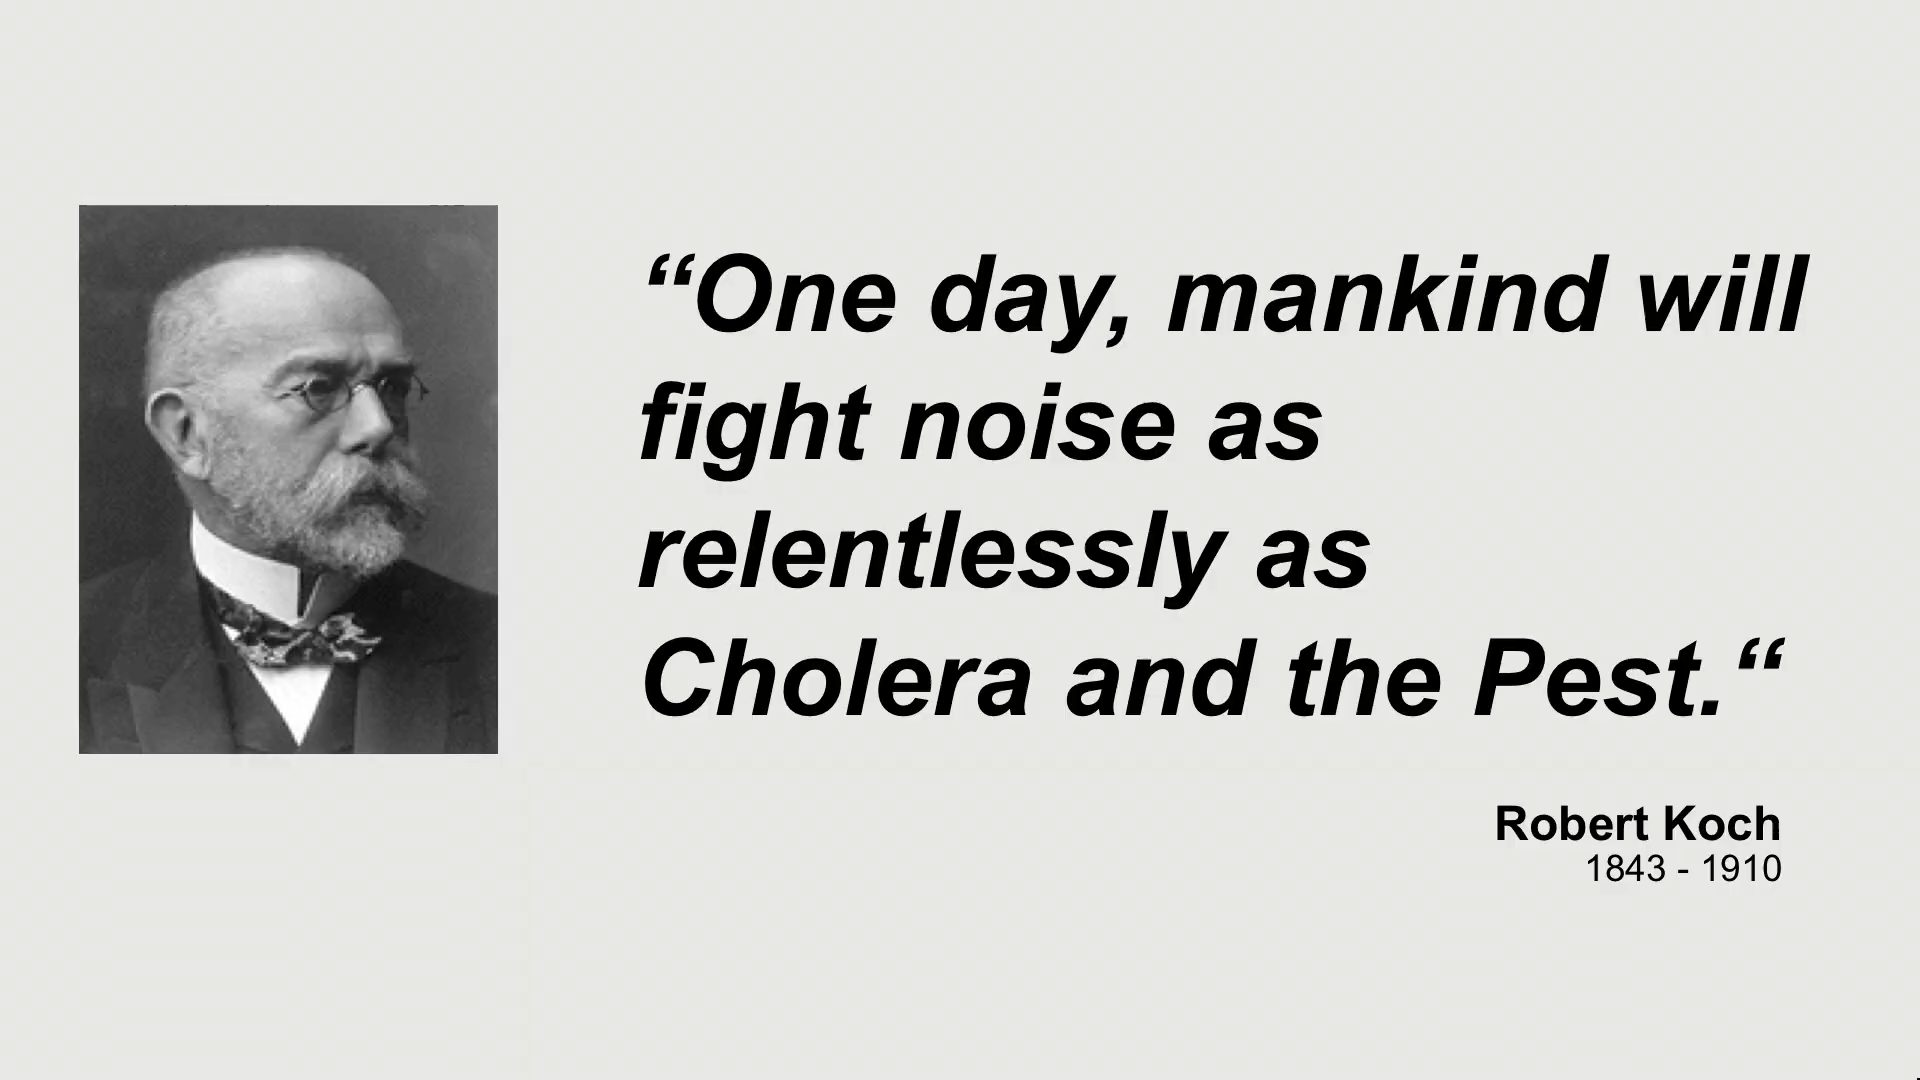 “One day, mankind will
fight noise as
relentlessly as
Cholera and the Pest.“
Robert Koch
1843 - 1910